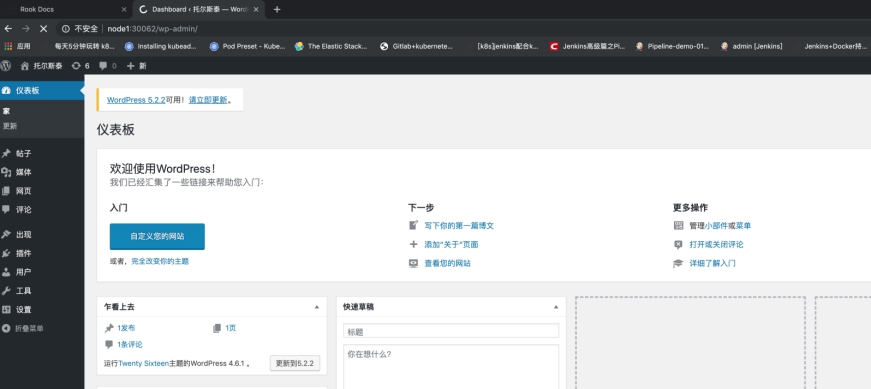 Rook Docs
Dashboard ‹ 托尔斯泰 — Word
不安全 node1:30062/wp-admin/
应用 每天5分钟玩转 k8... Installing kubead... Pod Preset - Kube... The Elastic Stack... Gitlab+kubernete... [k8s]jenkins配合k... Jenkins高级篇之Pi... Pipeline-demo-01... admin [Jenkins] Jenkins+Docker持...
托尔斯泰 6 0 新
仪表板
家
更新
帖子
媒体
网页
评论
出现
插件
用户
工具
设置
折叠菜单
WordPress 5.2.2可用！请立即更新。
仪表板
欢迎使用WordPress！
我们已经汇集了一些链接来帮助您入门：
入门
自定义您的网站
或者，完全改变你的主题
下一步
写下你的第一篇博文
添加“关于”页面
查看您的网站
更多操作
管理小部件或菜单
打开或关闭评论
详细了解入门
乍看上去
1发布 1页
1条评论
运行Twenty Sixteen主题的WordPress 4.6.1 。 更新到5.2.2
快速草稿
标题
你在想什么?